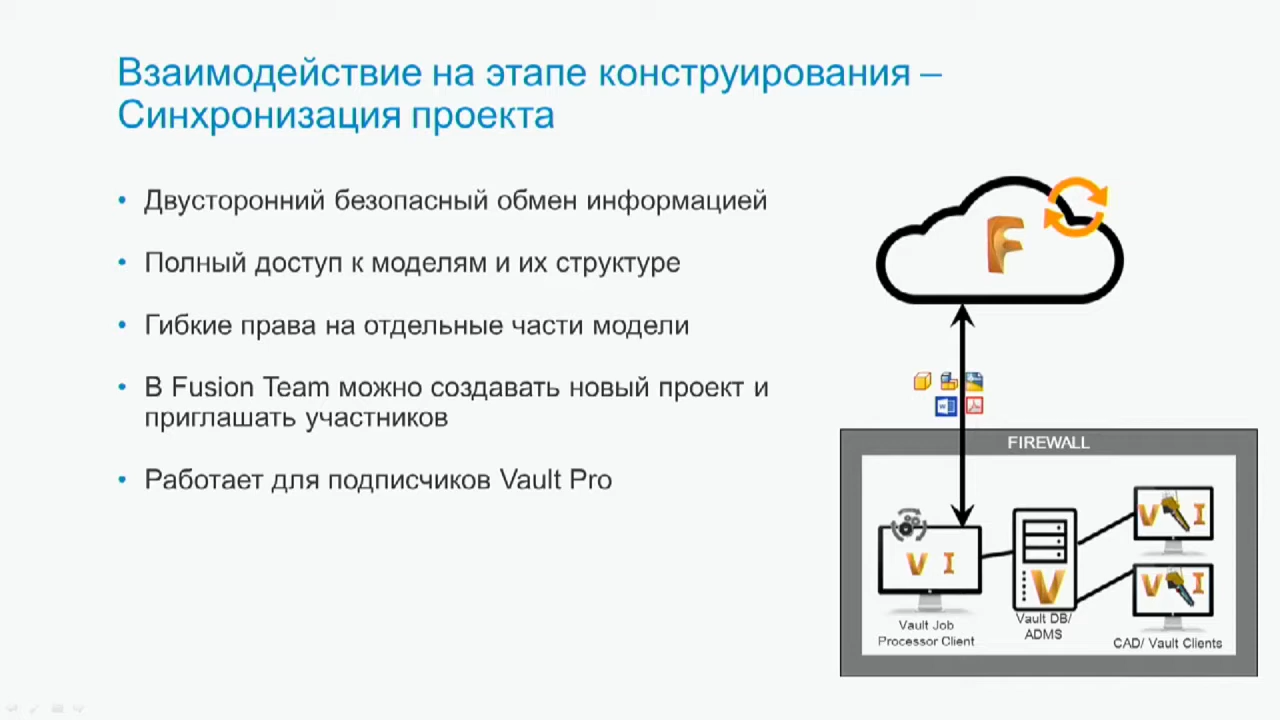 Взаимодействие на этапе конструирования –
Синхронизация проекта
• Двусторонний безопасный обмен информацией
• Полный доступ к моделям и их структуре
• Гибкие права на отдельные части модели
• В Fusion Team можно создавать новый проект и
приглашать участников
• Работает для подписчиков Vault Pro
F
W
FIREWALL
V I
V
V I
V I
Vault Job
Processor Client
Vault DB/
ADMS
CAD/ Vault Clients